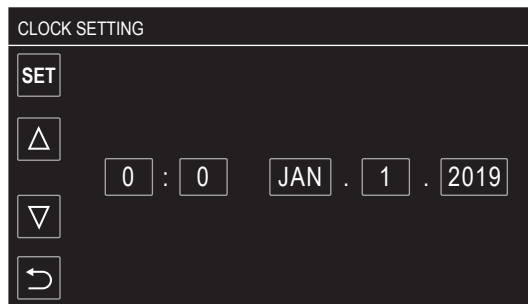 CLOCK SETTING
SET
0 : 0 JAN . 1 . 2019